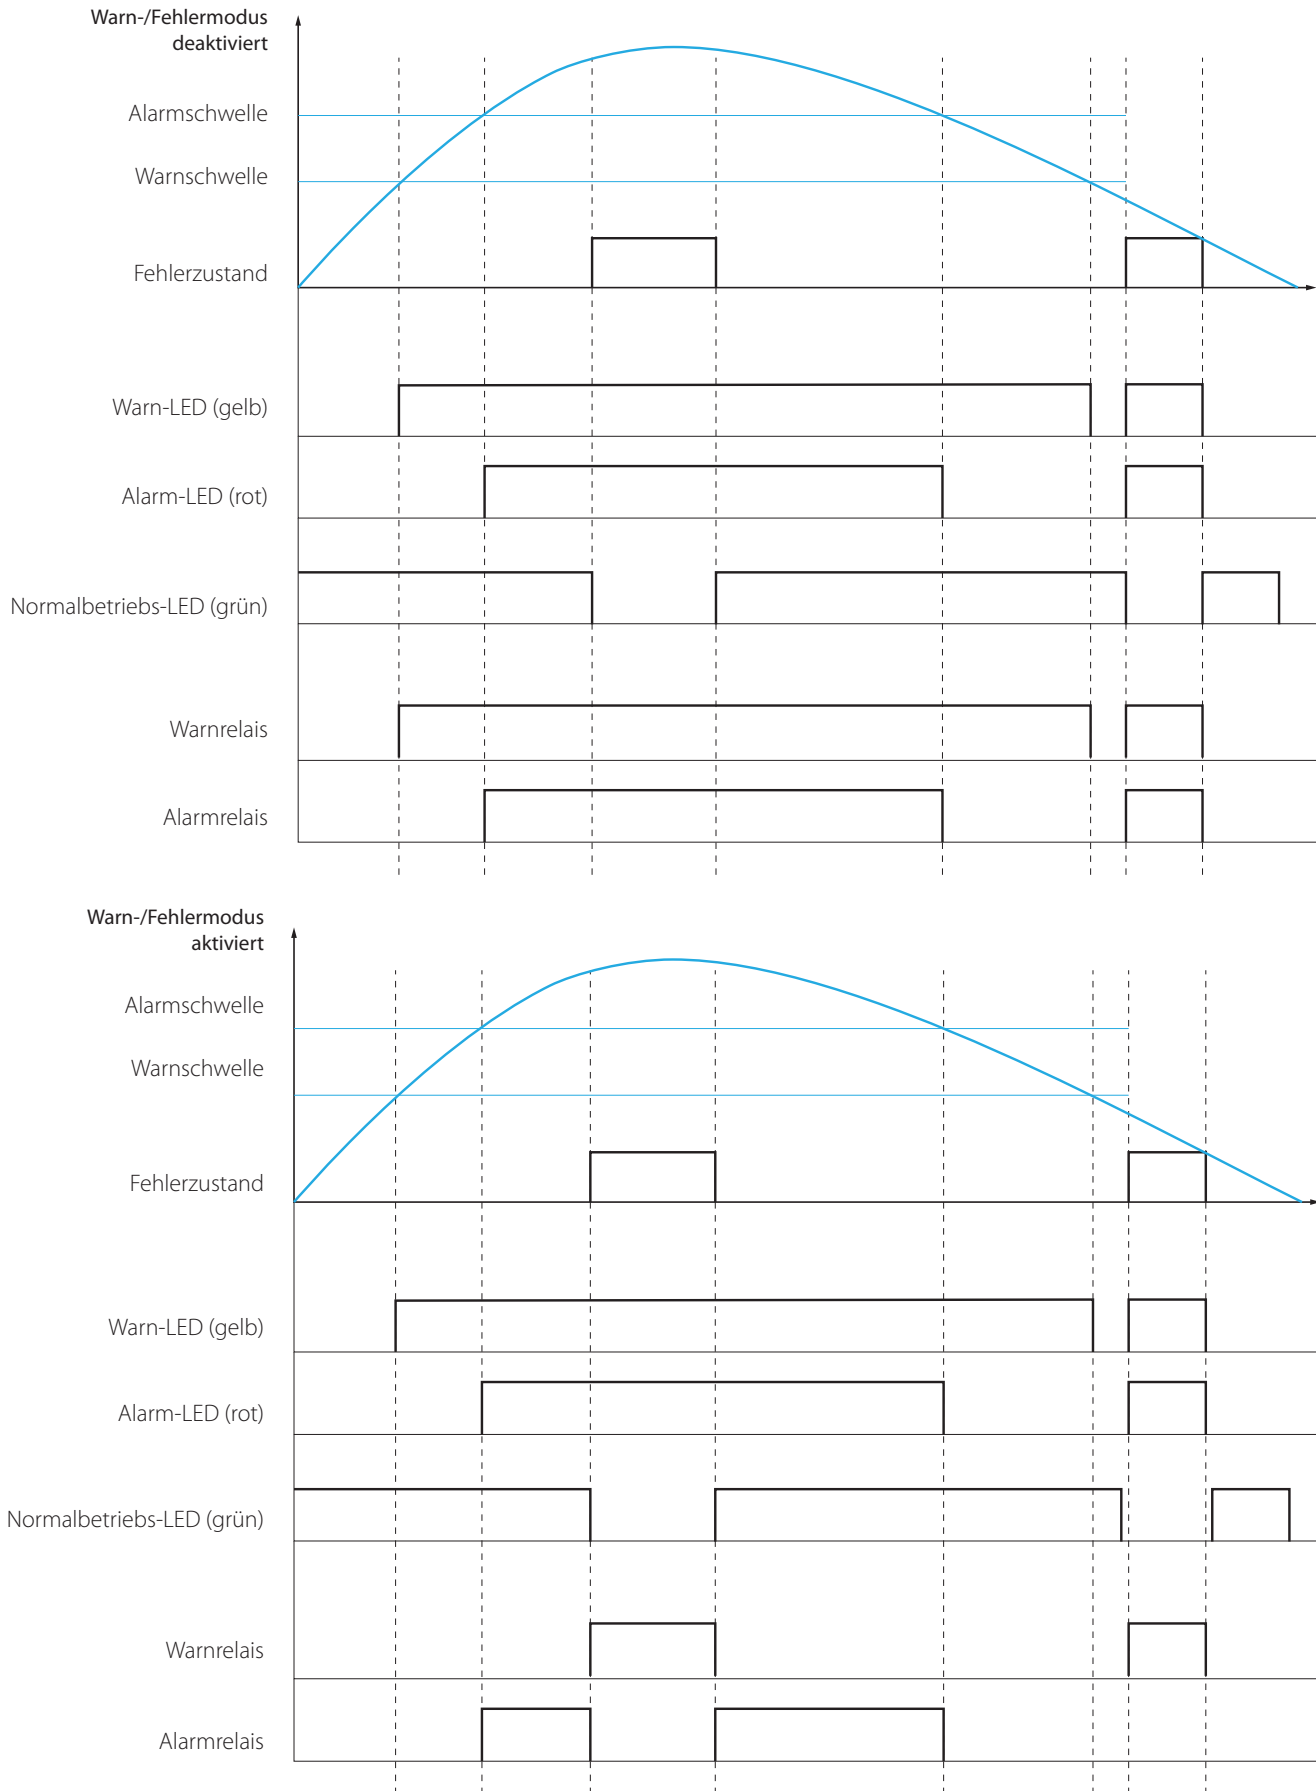 Warn-/Fehlermodus
deaktiviert
Alarmschwelle
Warnschwelle
Fehlerzustand
Warn-LED (gelb)
Alarm-LED (rot)
Normalbetriebs-LED (grün)
Warnrelais
Alarmrelais
Warn-/Fehlermodus
aktiviert
Alarmschwelle
Warnschwelle
Fehlerzustand
Warn-LED (gelb)
Alarm-LED (rot)
Normalbetriebs-LED (grün)
Warnrelais
Alarmrelais